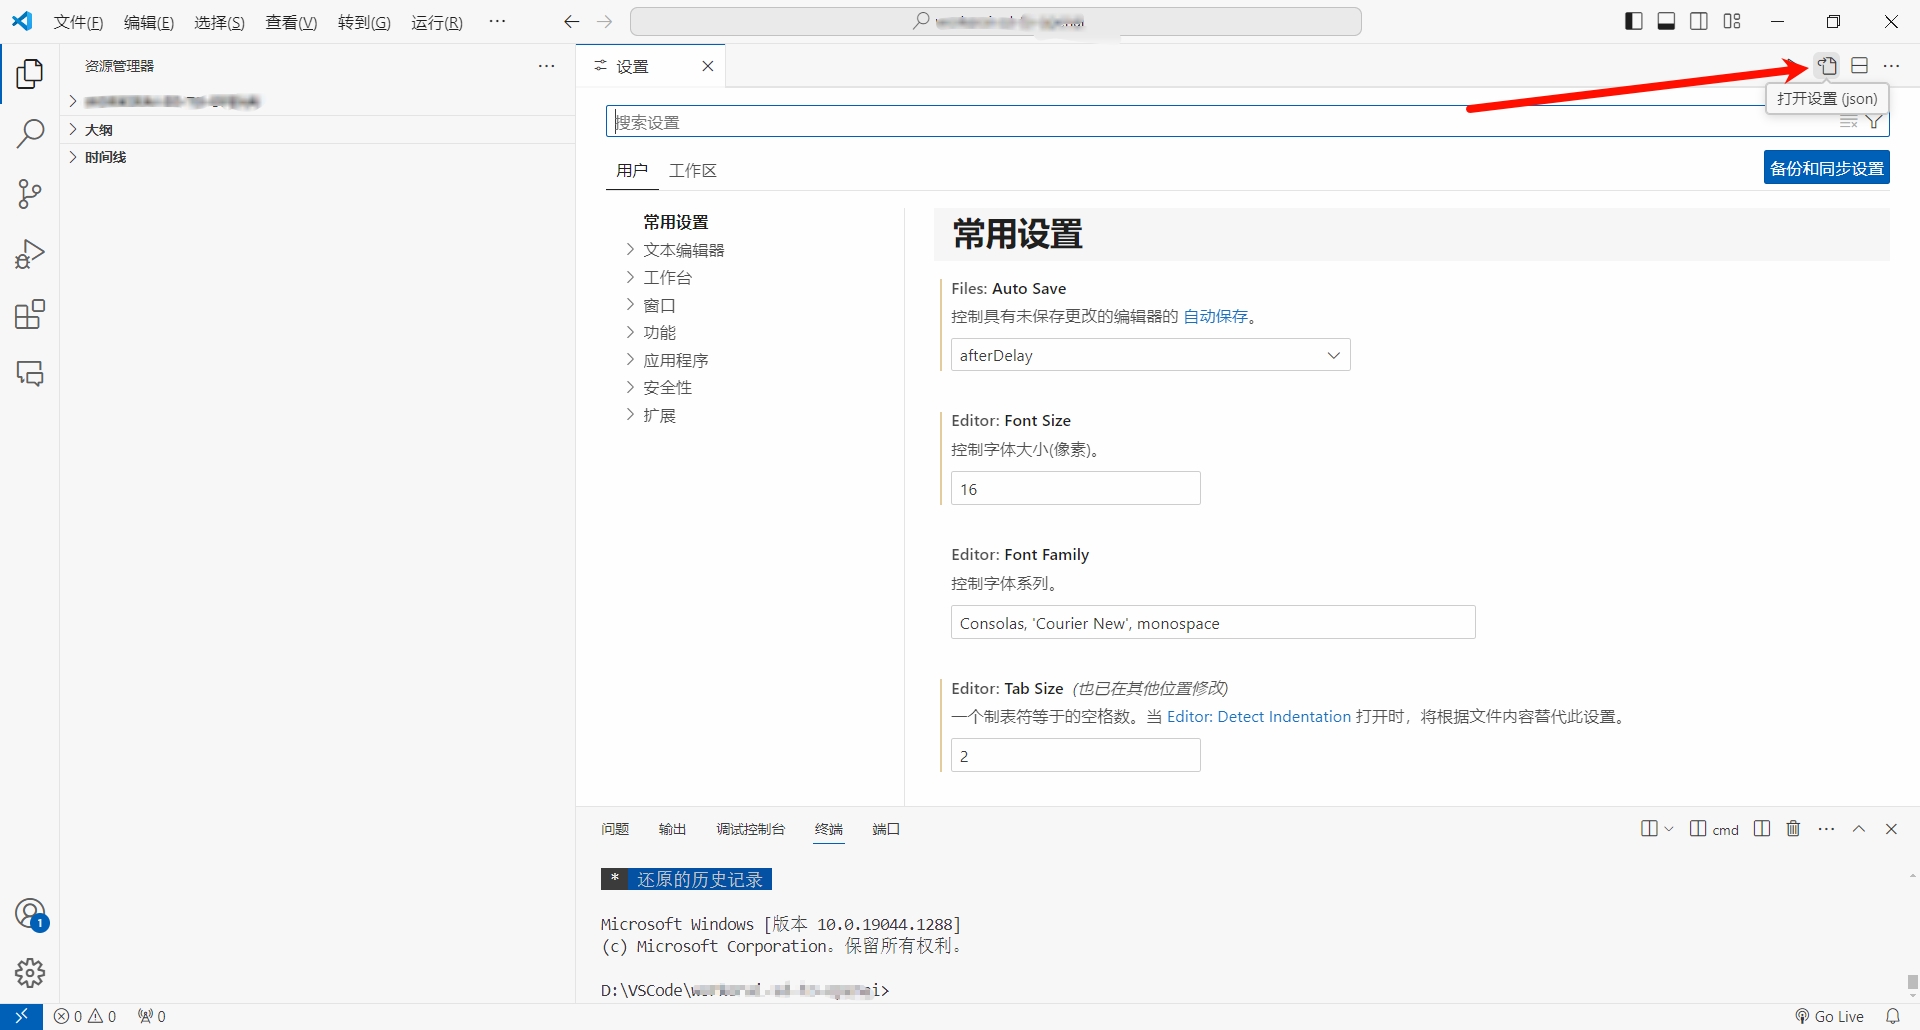 文件(F) 编辑(E) 选择(S) 查看(V) 转到(G) 运行(R) ···
资源管理器
设置
打开设置 (json)
大纲
时间线
搜索设置
用户 工作区
备份和同步设置
常用设置
文本编辑器
工作台
窗口
功能
应用程序
安全性
扩展
常用设置
Files: Auto Save
控制具有未保存更改的编辑器的 自动保存。
afterDelay
Editor: Font Size
控制字体大小(像素)。
16
Editor: Font Family
控制字体系列。
Consolas, 'Courier New', monospace
Editor: Tab Size (也已在其他位置修改)
一个制表符等于的空格数。当 Editor: Detect Indentation 打开时，将根据文件内容替代此设置。
2
问题 输出 调试控制台 终端 端口
cmd
* 还原的历史记录
Microsoft Windows [版本 10.0.19044.1288]
(c) Microsoft Corporation。保留所有权利。
D:\VSCode\
1
0 0 0
Go Live